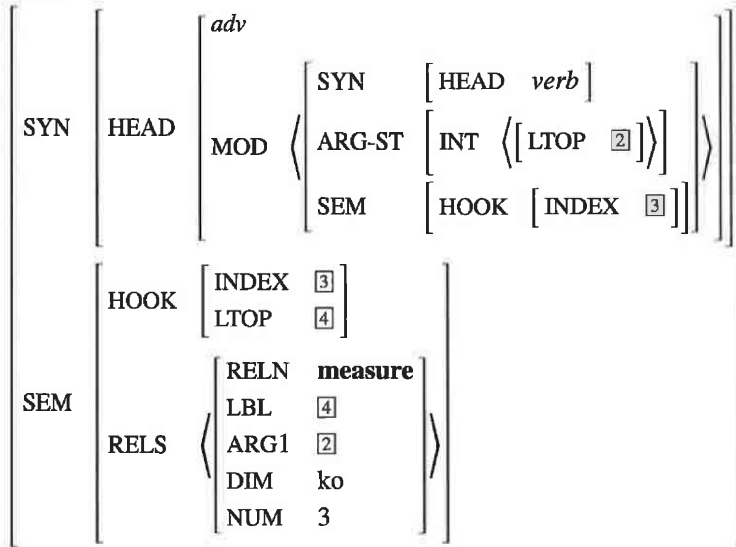 adv
SYN [HEAD verb]
SYN HEAD MOD ⟨ ARG-ST [INT ⟨[LTOP 2]⟩] ⟩
SEM [HOOK [INDEX 3]]
HOOK [INDEX 3
LTOP 4]
RELN measure
LBL 4
SEM RELS ⟨ ARG1 2 ⟩
DIM ko
NUM 3